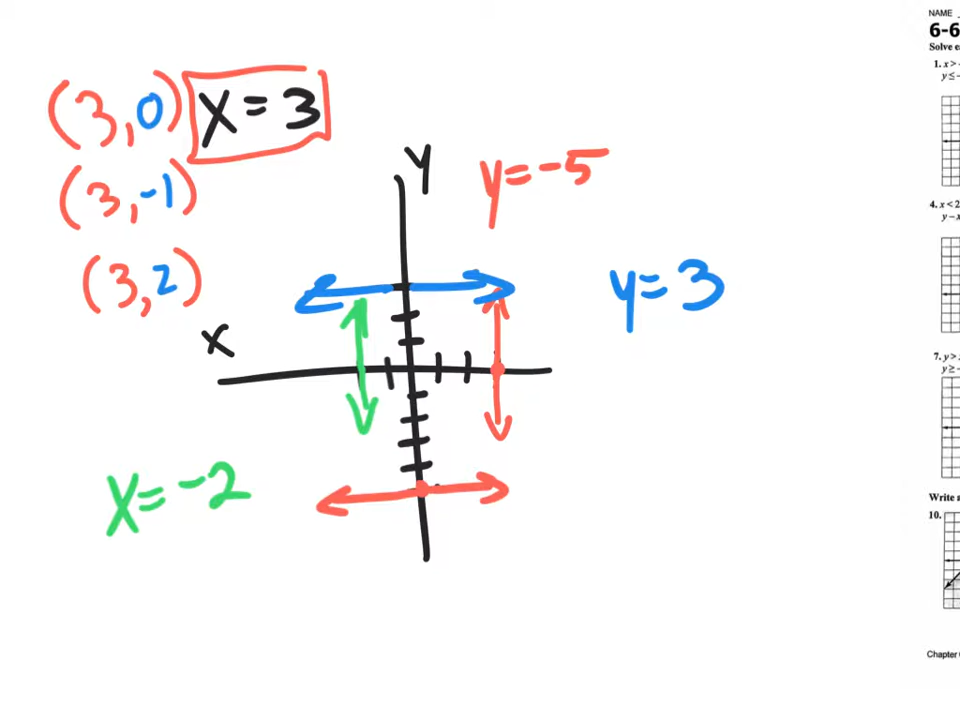 (3,0) X = 3
(3,-1)
(3,2)
y
y=-5
y=3
x
X=-2
NAME
6-6
Solve
1. x>
y≤
4. x<2
y-x
7. y>
y≥
Write
10.
Chapter